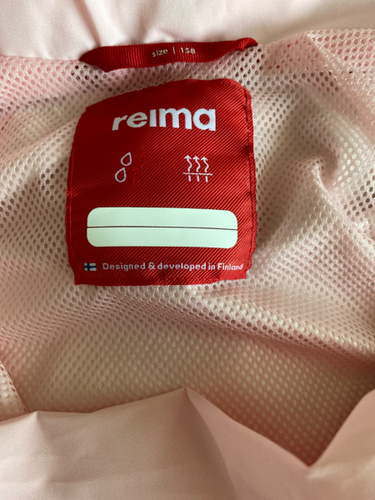 size | 158
reima
Designed & developed in Finland